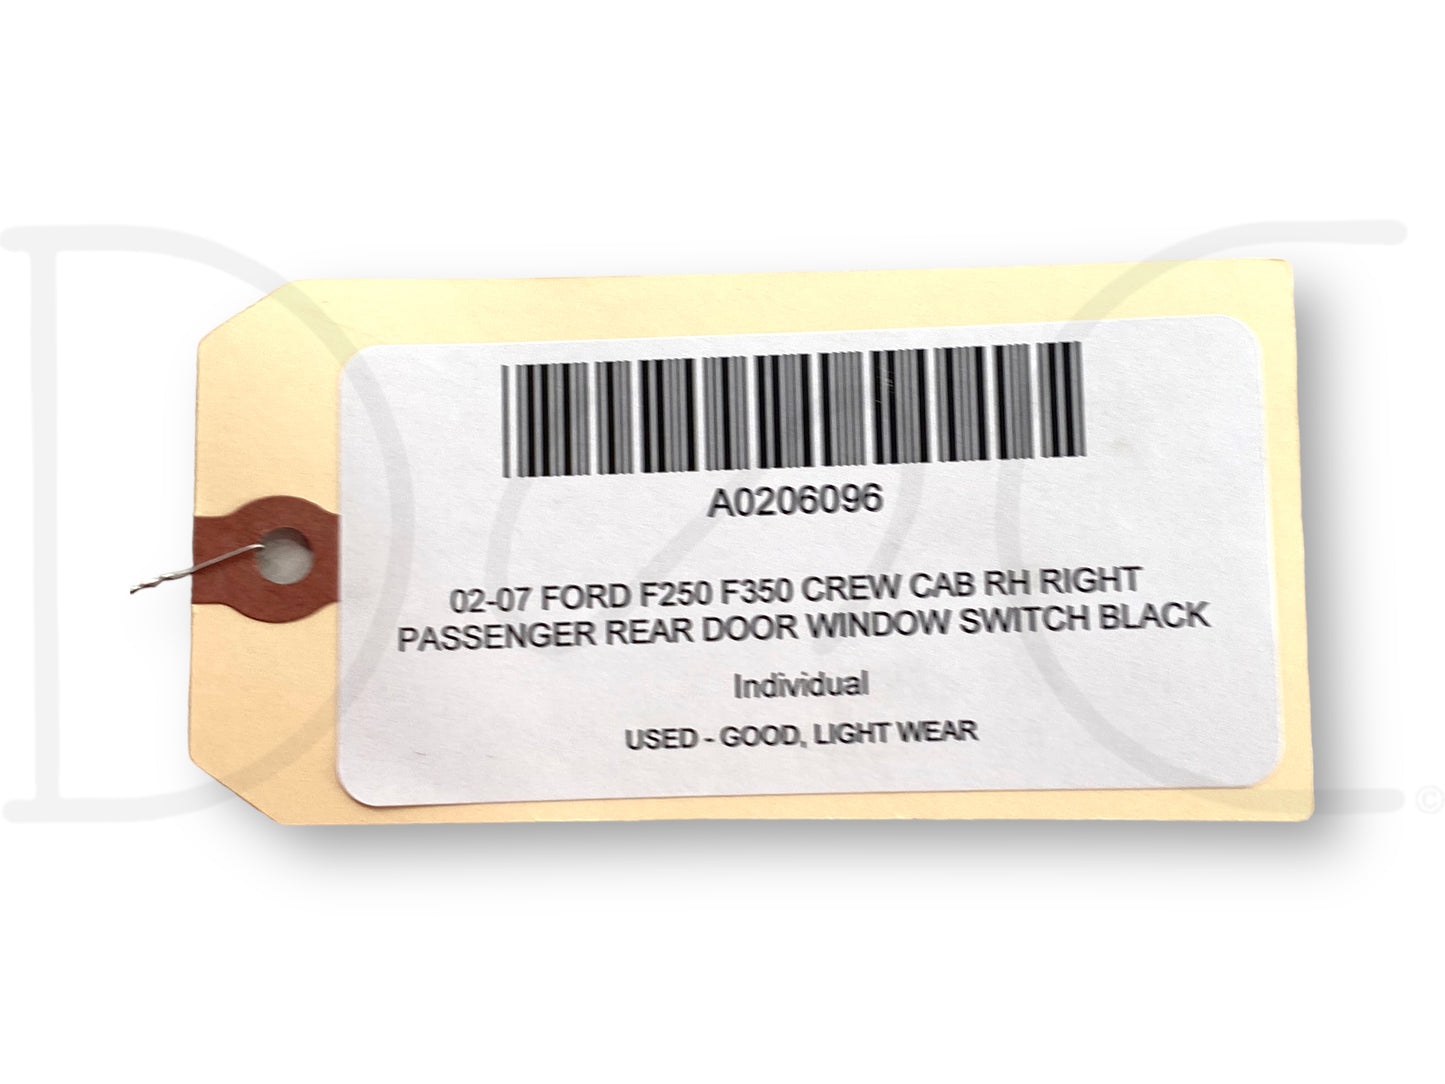 A0206096
02-07 FORD F250 F350 CREW CAB RH RIGHT
PASSENGER REAR DOOR WINDOW SWITCH BLACK
Individual
USED - GOOD, LIGHT WEAR
©